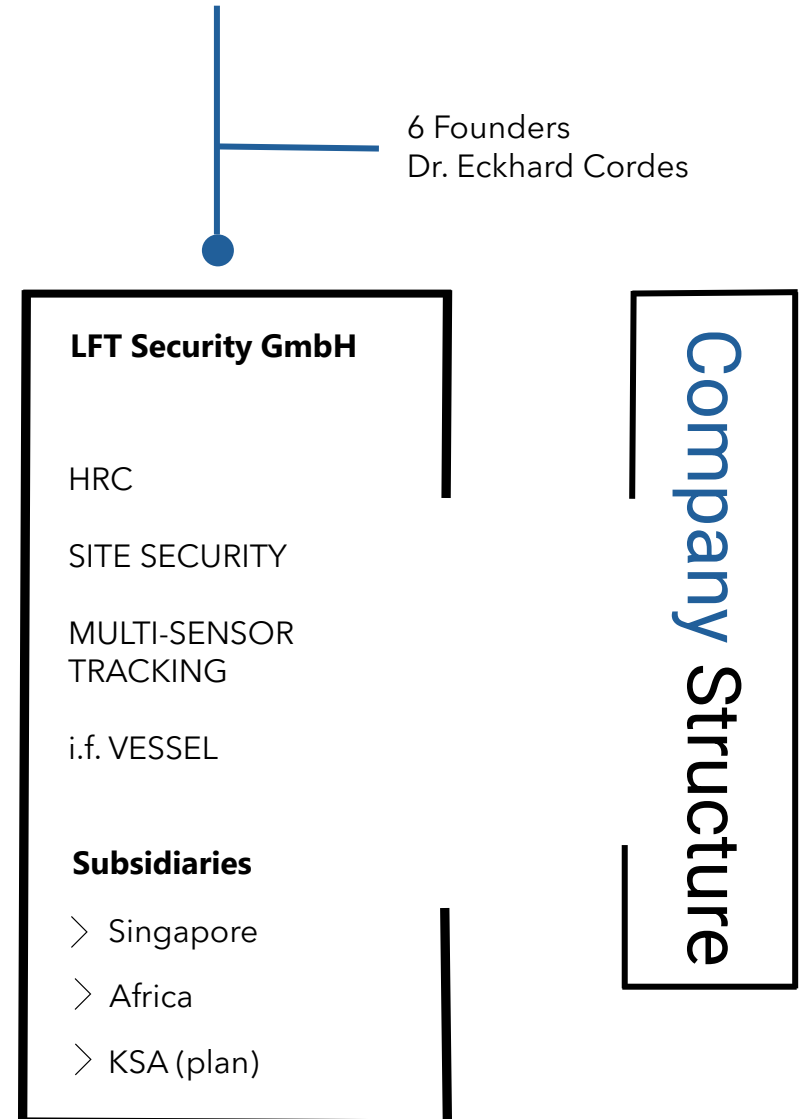 6 Founders
Dr. Eckhard Cordes
LFT Security GmbH
HRC
SITE SECURITY
MULTI-SENSOR
TRACKING
i.f. VESSEL
Subsidiaries
Singapore
Africa
KSA (plan)
Company Structure